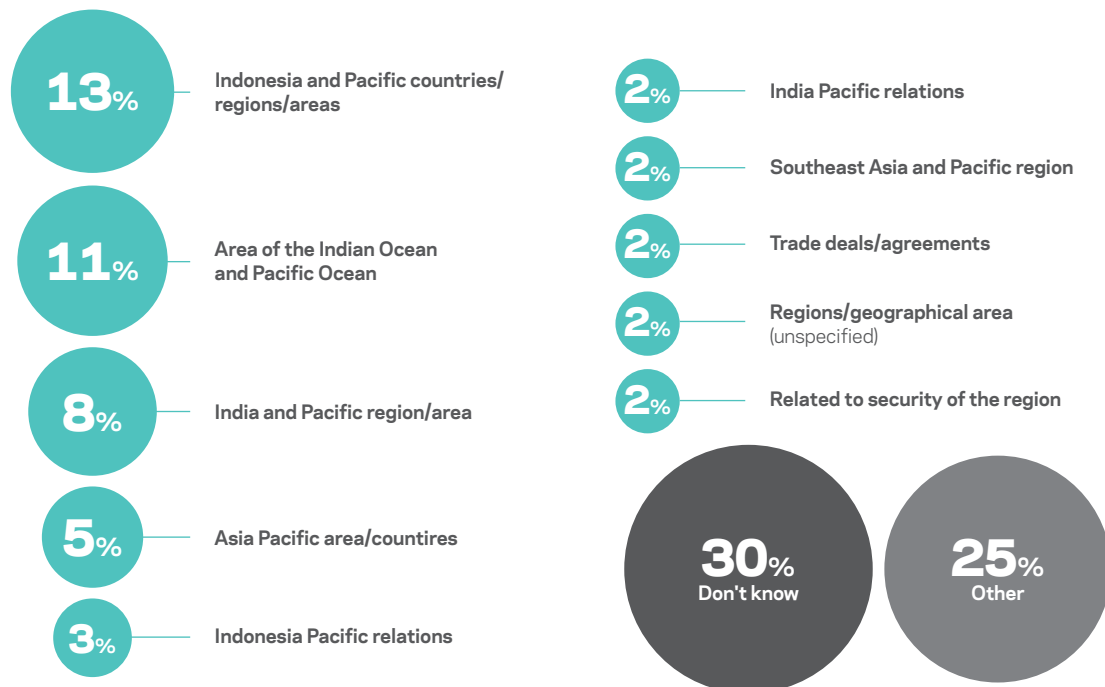 13%
Indonesia and Pacific countries/
regions/areas
11%
Area of the Indian Ocean
and Pacific Ocean
8%
India and Pacific region/area
5%
Asia Pacific area/countires
3%
Indonesia Pacific relations
2%
India Pacific relations
2%
Southeast Asia and Pacific region
2%
Trade deals/agreements
2%
Regions/geographical area
(unspecified)
2%
Related to security of the region
30%
Don't know
25%
Other